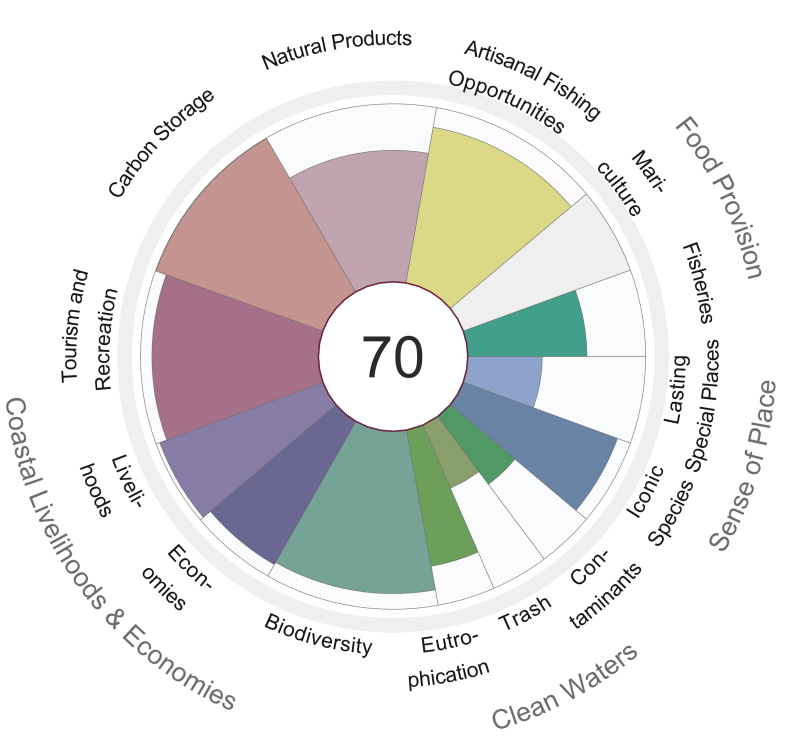 Natural Products
Artisanal Fishing
Opportunities
Mari-
culture
Food Provision
Fisheries
Lasting
Special Places
Sense of Place
Iconic
Species
Con-
taminants
Trash
Clean Waters
Eutro-
phication
Biodiversity
Econ-
omies
Liveli-
hoods
Coastal Livelihoods & Economies
Tourism and
Recreation
Carbon Storage
70